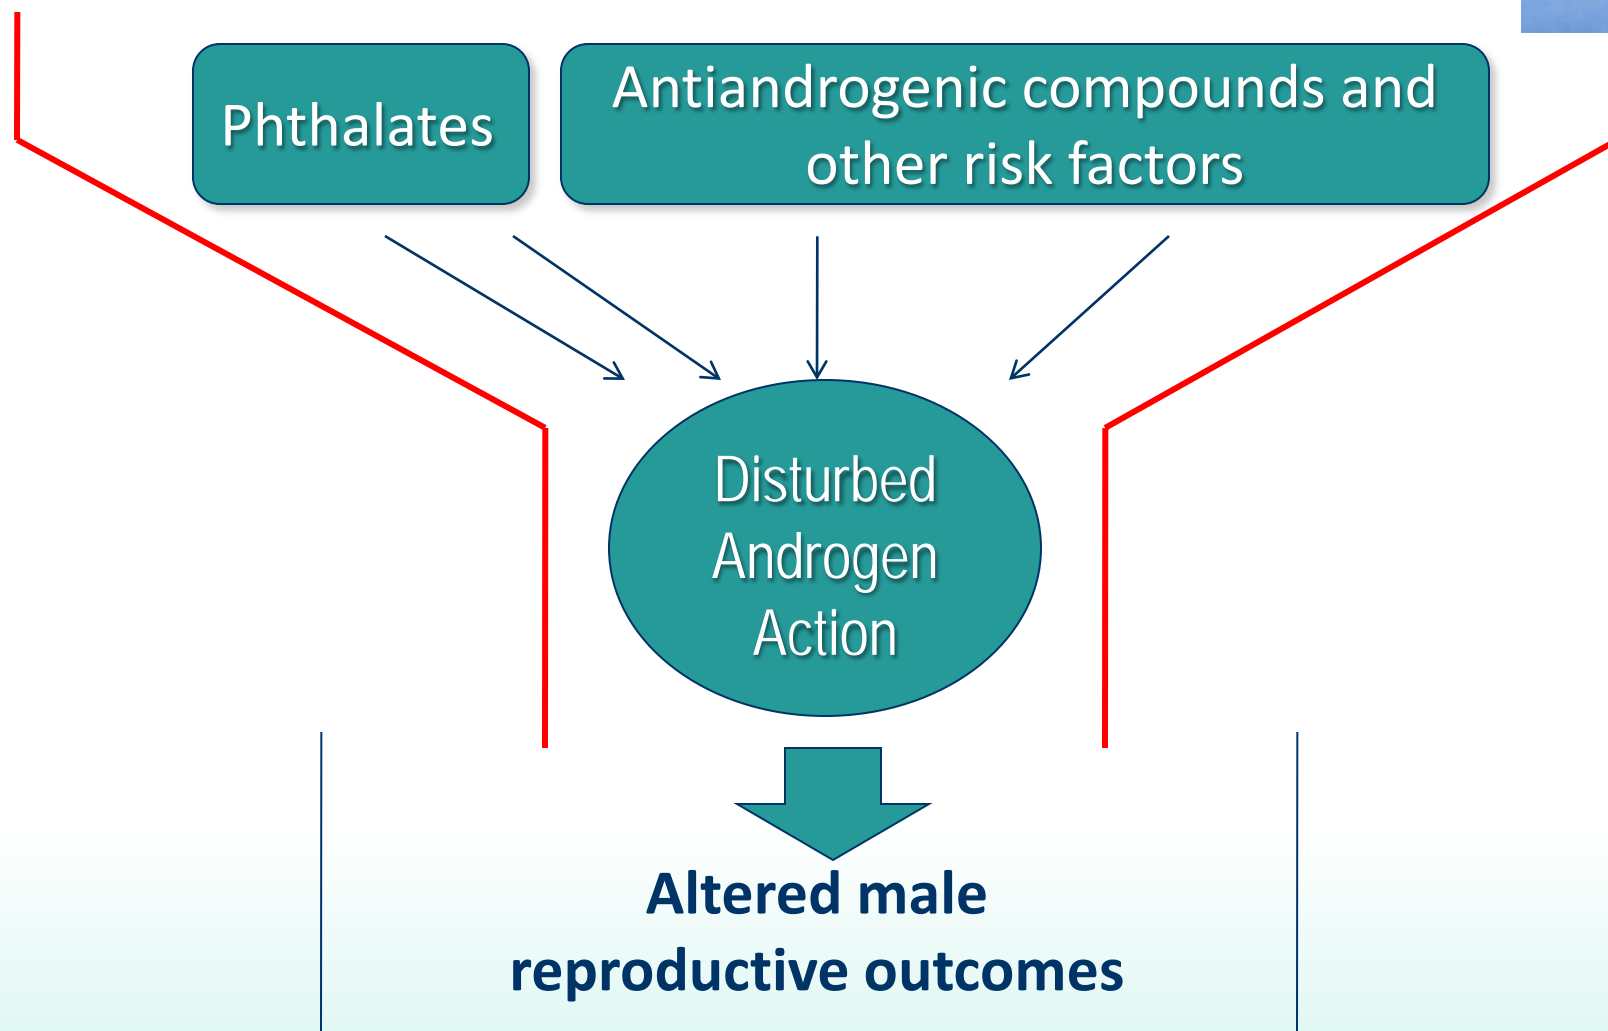 Phthalates
Antiandrogenic compounds and
other risk factors
Disturbed
Androgen
Action
Altered male
reproductive outcomes